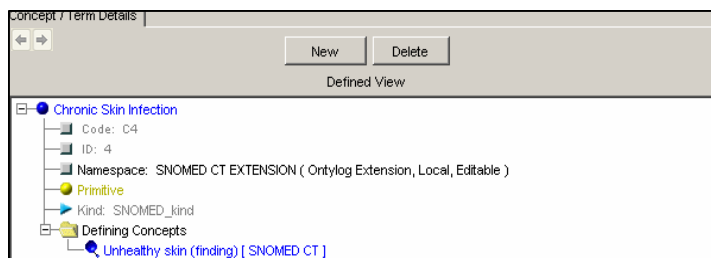 Concept / Term Details
New Delete
Defined View
Chronic Skin Infection
Code: C4
ID: 4
Namespace: SNOMED CT EXTENSION ( Ontylog Extension, Local, Editable )
Primitive
Kind: SNOMED_kind
Defining Concepts
Unhealthy skin (finding) [ SNOMED CT ]